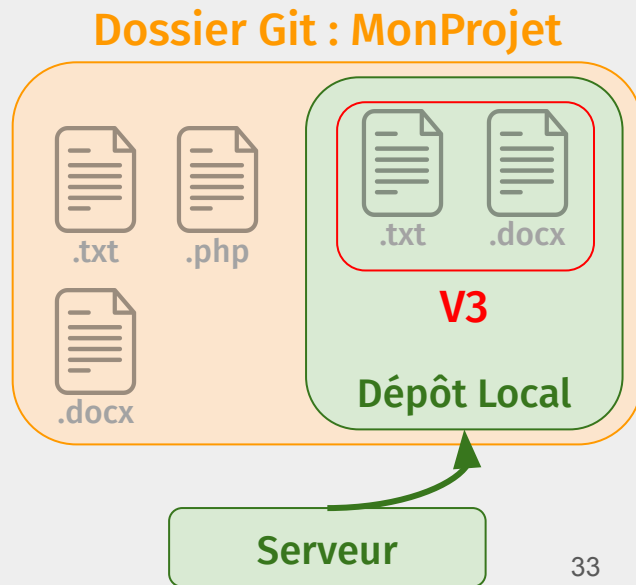 Dossier Git : MonProjet
.txt
.php
.docx
.txt
.docx
V3
Dépôt Local
Serveur
33